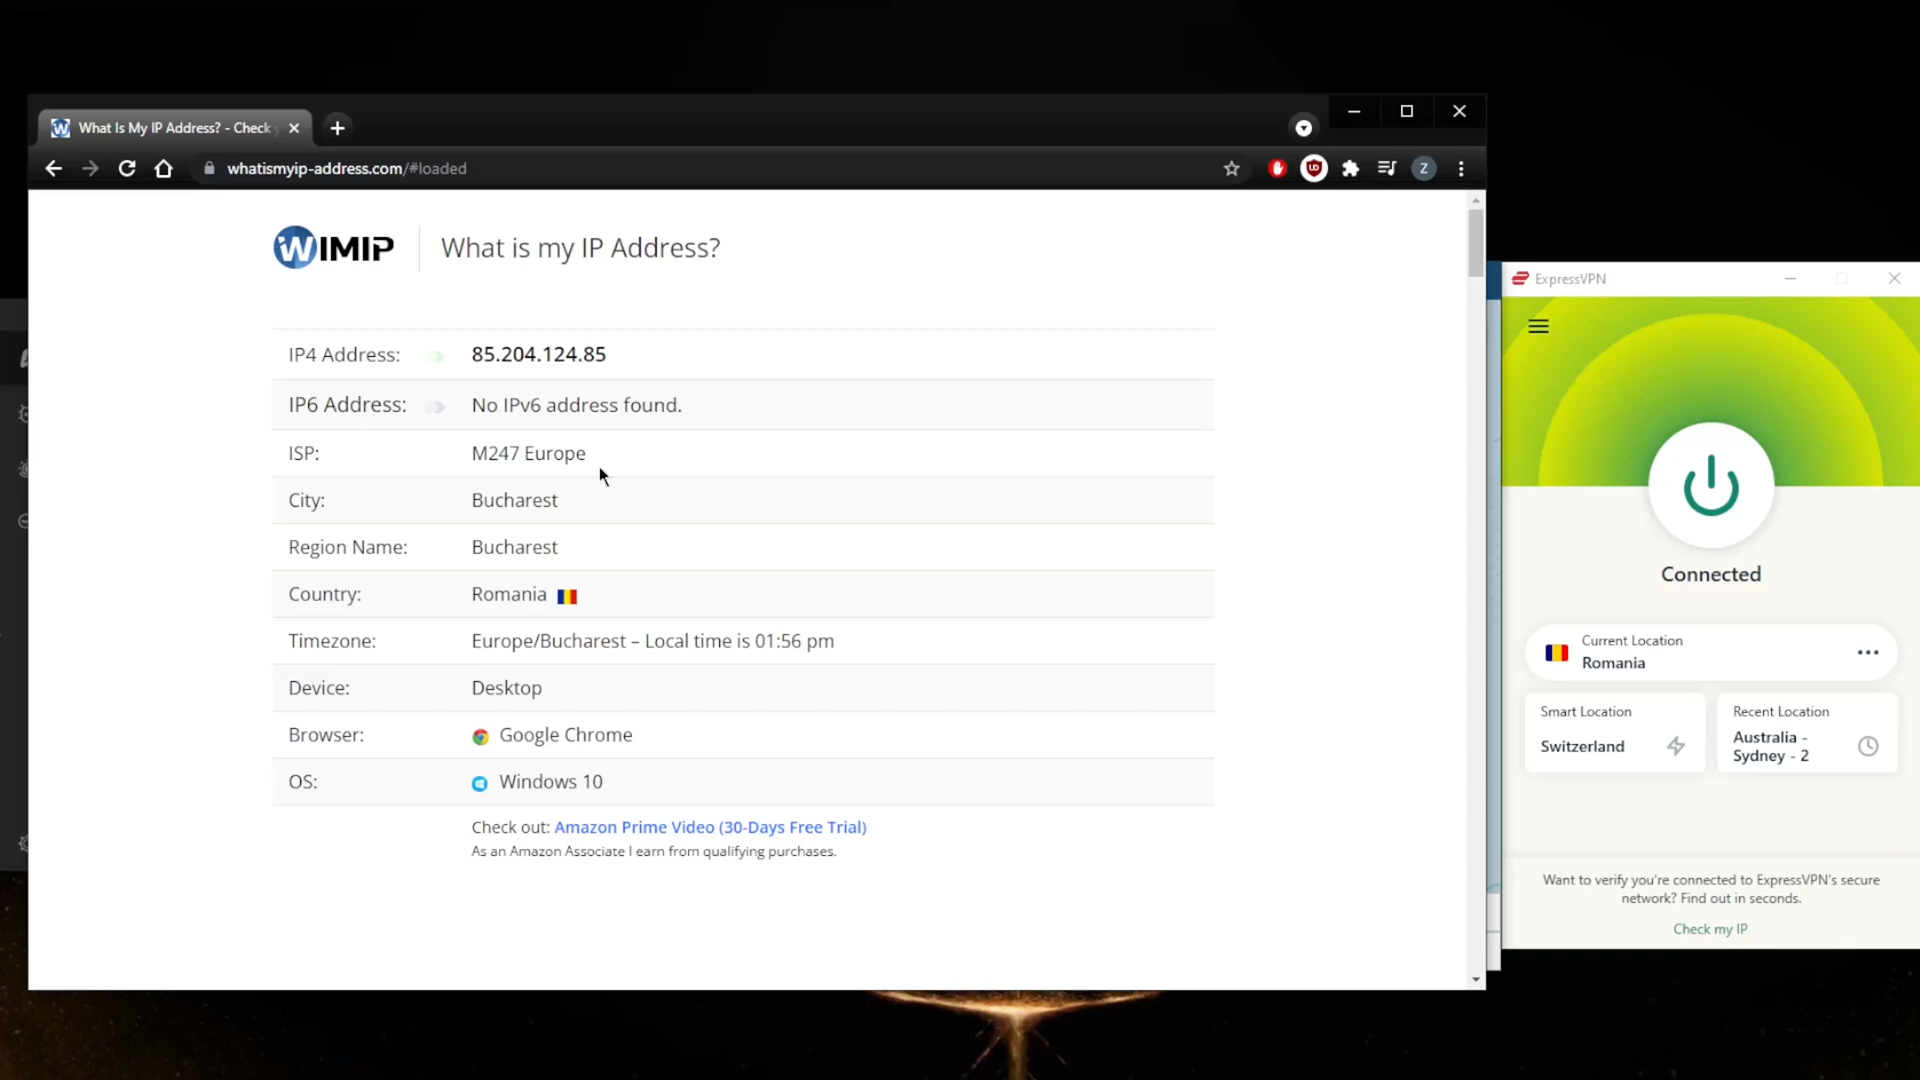 What Is My IP Address? - Check
whatismyip-address.com/#loaded
Z
WIMIP
What is my IP Address?
IP4 Address: 85.204.124.85
IP6 Address: No IPv6 address found.
ISP: M247 Europe
City: Bucharest
Region Name: Bucharest
Country: Romania
Timezone: Europe/Bucharest – Local time is 01:56 pm
Device: Desktop
Browser: Google Chrome
OS: Windows 10
Check out: Amazon Prime Video (30-Days Free Trial)
As an Amazon Associate I earn from qualifying purchases.
ExpressVPN
Connected
Current Location
Romania
Smart Location
Switzerland
Recent Location
Australia -
Sydney - 2
Want to verify you're connected to ExpressVPN's secure
network? Find out in seconds.
Check my IP